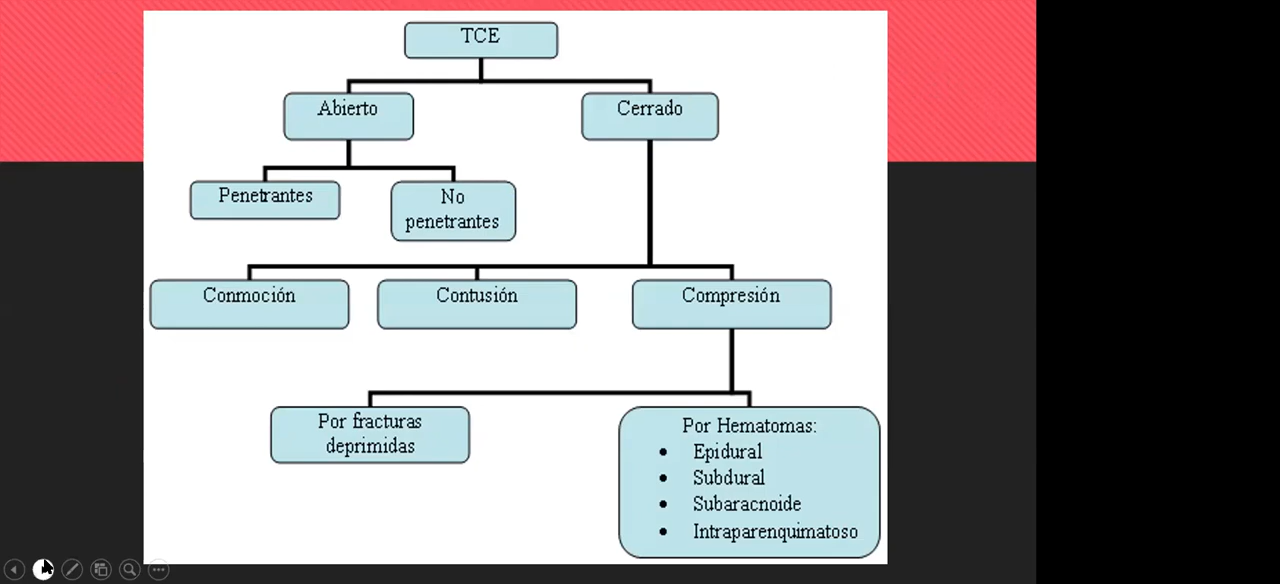 TCE
Abierto
Cerrado
Penetrantes
No
penetrantes
Conmoción
Contusión
Compresión
Por fracturas
deprimidas
Por Hematomas:
• Epidural
• Subdural
• Subaracnoide
• Intraparenquimatoso